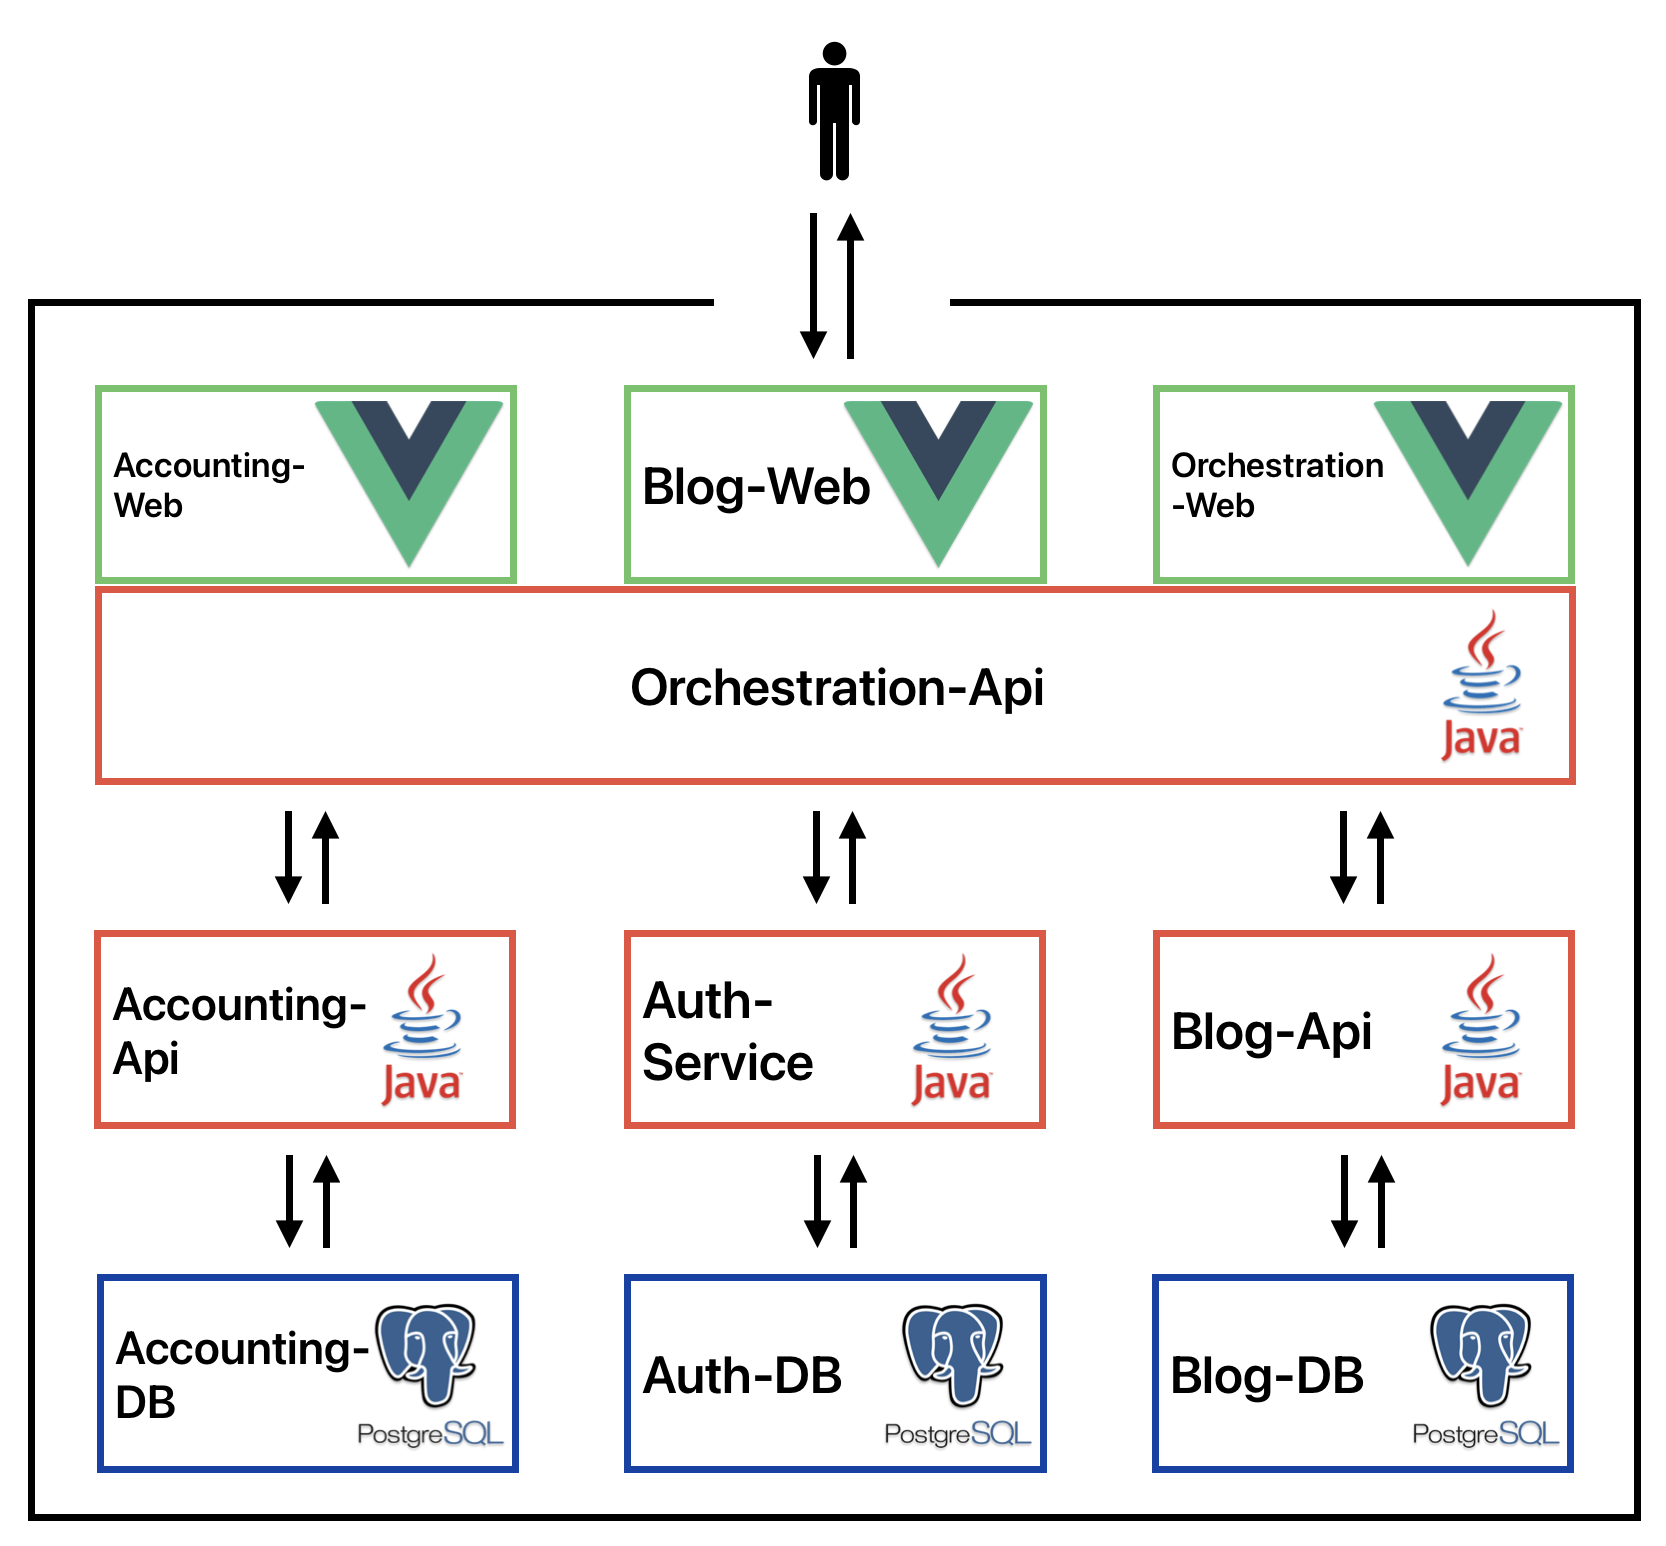 Accounting-
Web
Blog-Web
Orchestration
-Web
Orchestration-Api
Java
Accounting-
Api
Java
Auth-
Service
Java
Blog-Api
Java
Accounting-
DB
PostgreSQL
Auth-DB
PostgreSQL
Blog-DB
PostgreSQL